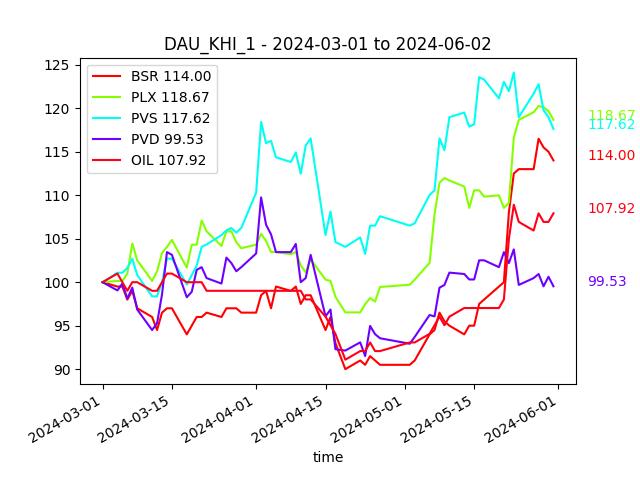 DAU_KHI_1 - 2024-03-01 to 2024-06-02
125
120
115
110
105
100
95
90
BSR 114.00
PLX 118.67
PVS 117.62
PVD 99.53
OIL 107.92
118.67
117.62
114.00
107.92
99.53
2024-03-01
2024-03-15
2024-04-01
2024-04-15
2024-05-01
2024-05-15
2024-06-01
time